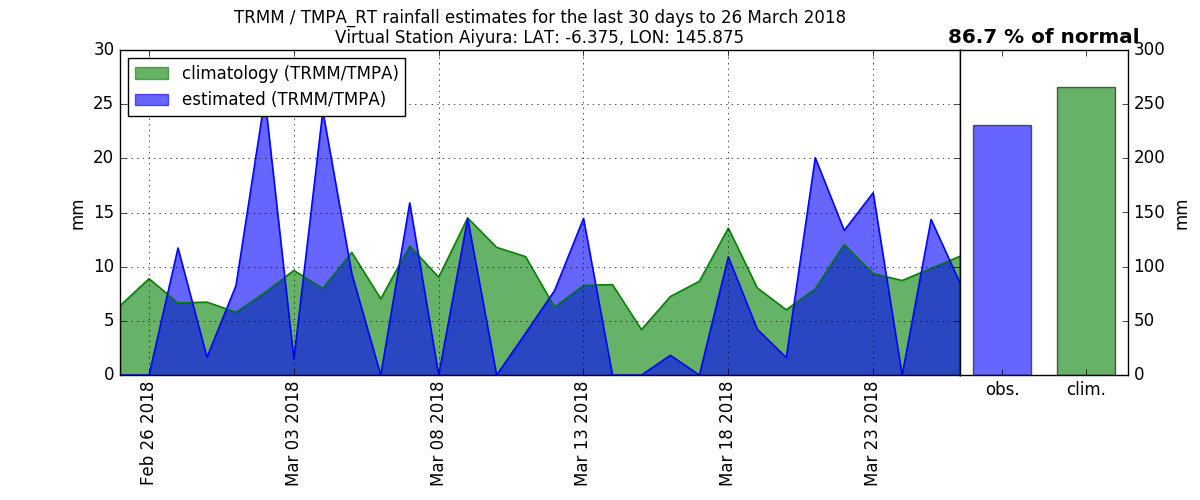 TRMM / TMPA_RT rainfall estimates for the last 30 days to 26 March 2018
Virtual Station Aiyura: LAT: -6.375, LON: 145.875
86.7 % of normal
climatology (TRMM/TMPA)
estimated (TRMM/TMPA)
30
25
20
15
10
5
0
mm
Feb 26 2018
Mar 03 2018
Mar 08 2018
Mar 13 2018
Mar 18 2018
Mar 23 2018
300
250
200
150
100
50
0
mm
obs.
clim.